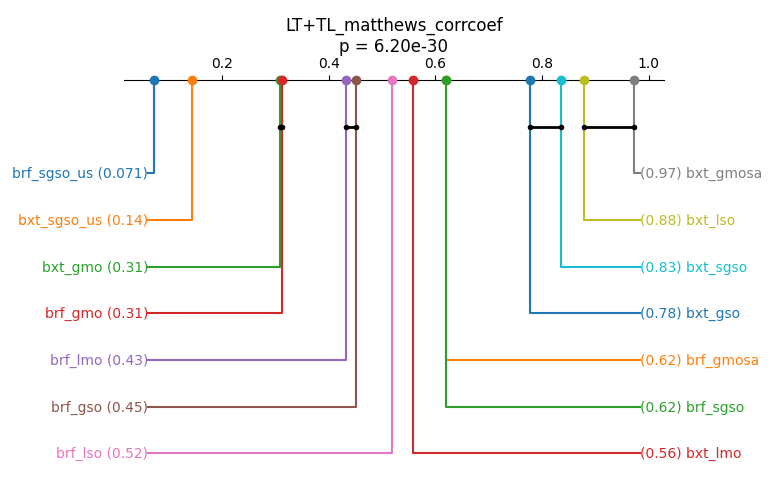 LT+TL_matthews_corrcoef
p = 6.20e-30
0.2 0.4 0.6 0.8 1.0
brf_sgso_us (0.071) (0.97) bxt_gmosa
bxt_sgso_us (0.14) (0.88) bxt_lso
bxt_gmo (0.31) (0.83) bxt_sgso
brf_gmo (0.31) (0.78) bxt_gso
brf_lmo (0.43) (0.62) brf_gmosa
brf_gso (0.45) (0.62) brf_sgso
brf_lso (0.52) (0.56) bxt_lmo